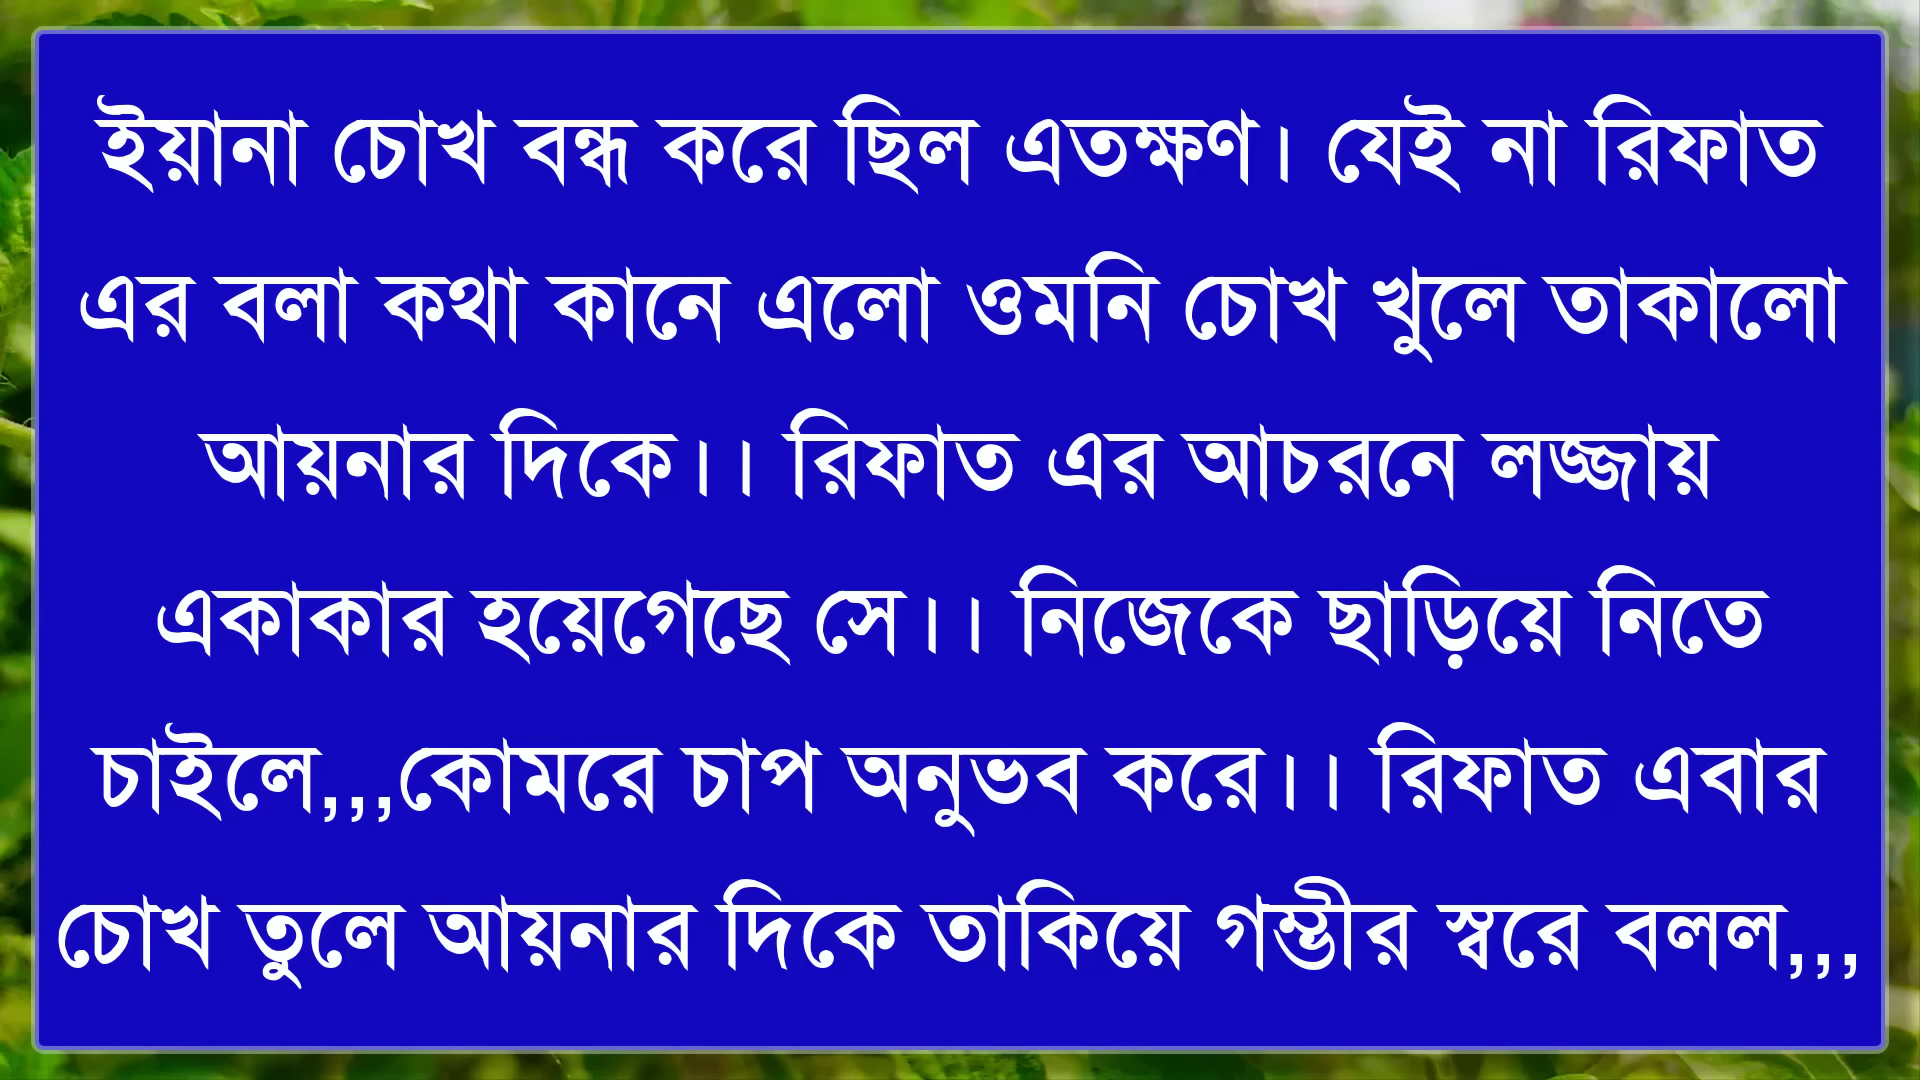 ইয়ানা চোখ বন্ধ করে ছিল এতক্ষণ। যেই না রিফাত
এর বলা কথা কানে এলো ওমনি চোখ খুলে তাকালো
আয়নার দিকে।। রিফাত এর আচরনে লজ্জায়
একাকার হয়েগেছে সে।। নিজেকে ছাড়িয়ে নিতে
চাইলে,,,কোমরে চাপ অনুভব করে।। রিফাত এবার
চোখ তুলে আয়নার দিকে তাকিয়ে গম্ভীর স্বরে বলল,,,